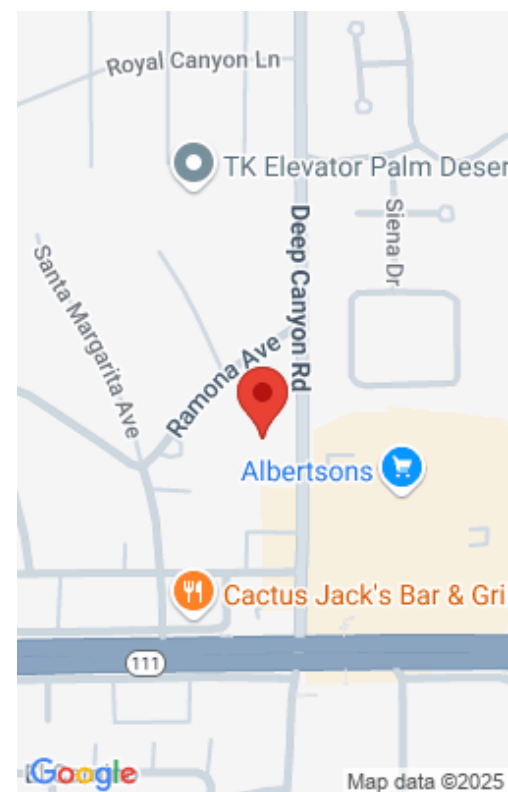 Royal Canyon Ln
TK Elevator Palm Deser
Siena Dr
Deep Canyon Rd
Santa Margarita Ave
Ramona Ave
Albertsons
Cactus Jack's Bar & Gri
111
Google
Map data ©2025